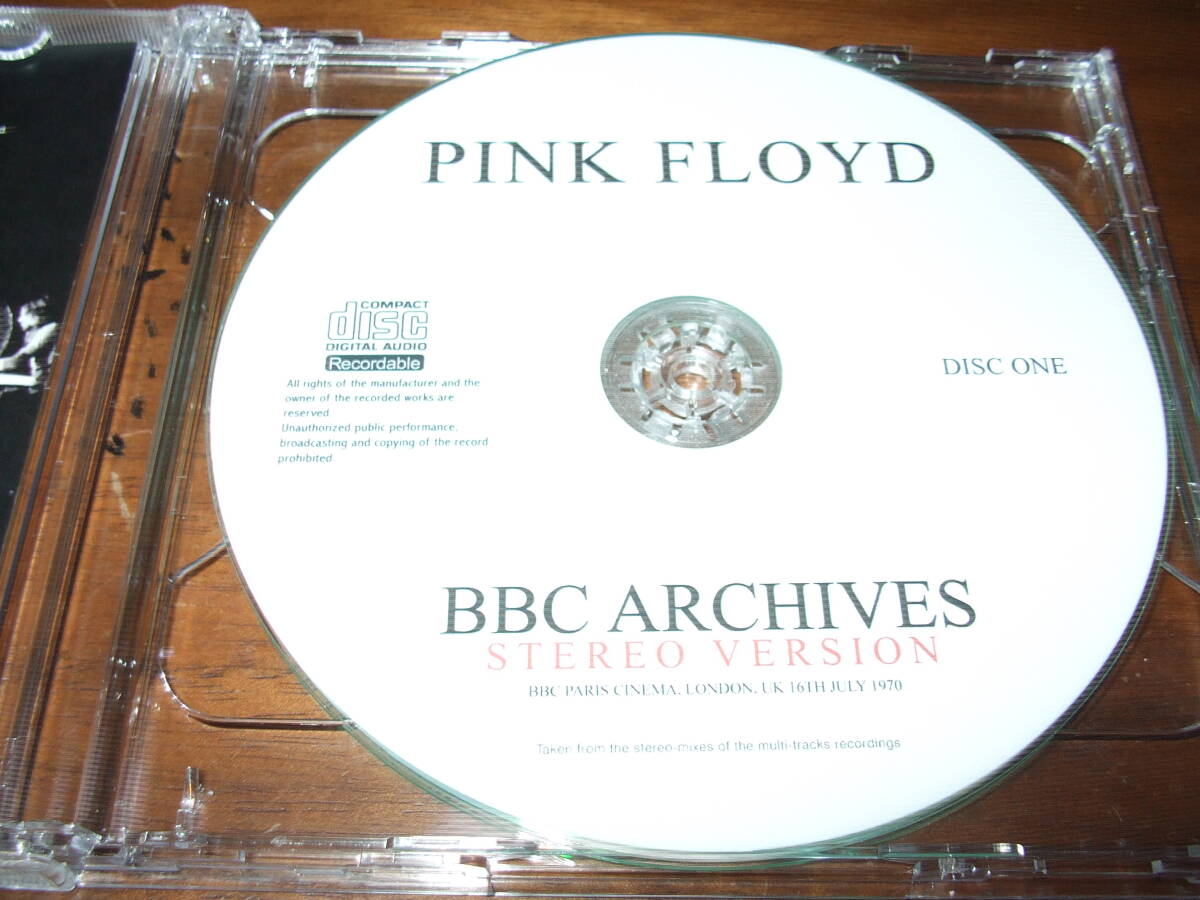 PINK FLOYD
COMPACT
disc
DIGITAL AUDIO
Recordable
All rights of the manufacturer and the
owner of the recorded works are
reserved.
Unauthorized public performance,
broadcasting and copying of the record
prohibited.
DISC ONE
BBC ARCHIVES
STEREO VERSION
BBC PARIS CINEMA, LONDON, UK 16TH JULY 1970
Taken from the stereo-mixes of the multi-tracks recordings